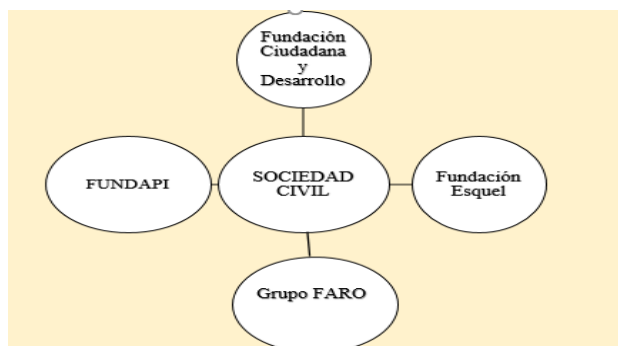 Fundación
Ciudadana
y
Desarrollo
FUNDAPI
SOCIEDAD
CIVIL
Fundación
Esquel
Grupo FARO